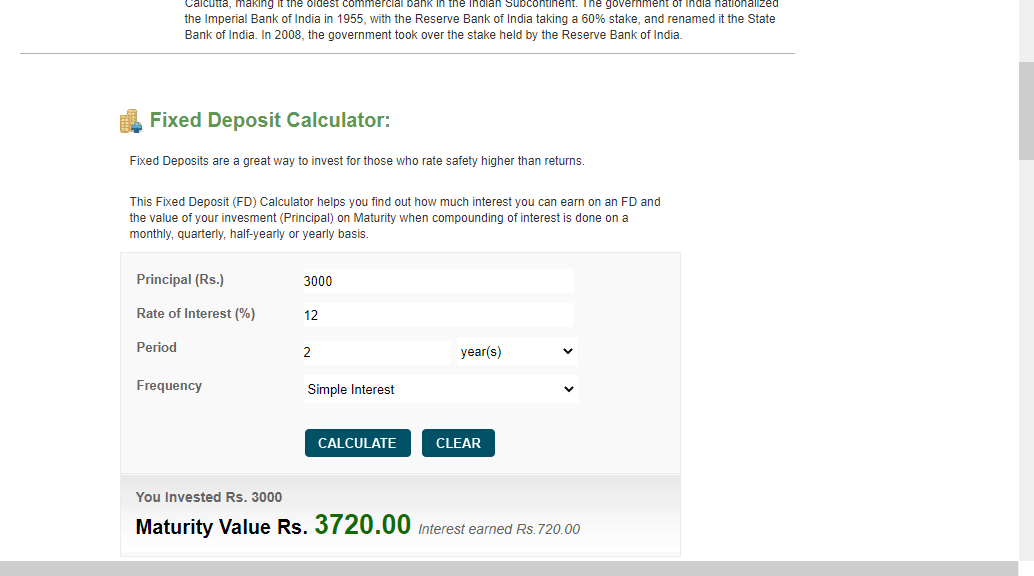 Calcutta, making it the oldest commercial bank in the Indian Subcontinent. The government of India nationalized
the Imperial Bank of India in 1955, with the Reserve Bank of India taking a 60% stake, and renamed it the State
Bank of India. In 2008, the government took over the stake held by the Reserve Bank of India.
Fixed Deposit Calculator:
Fixed Deposits are a great way to invest for those who rate safety higher than returns.
This Fixed Deposit (FD) Calculator helps you find out how much interest you can earn on an FD and
the value of your invesment (Principal) on Maturity when compounding of interest is done on a
monthly, quarterly, half-yearly or yearly basis.
Principal (Rs.) 3000
Rate of Interest (%) 12
Period 2 year(s)
Frequency Simple Interest
CALCULATE CLEAR
You Invested Rs. 3000
Maturity Value Rs. 3720.00 Interest earned Rs.720.00